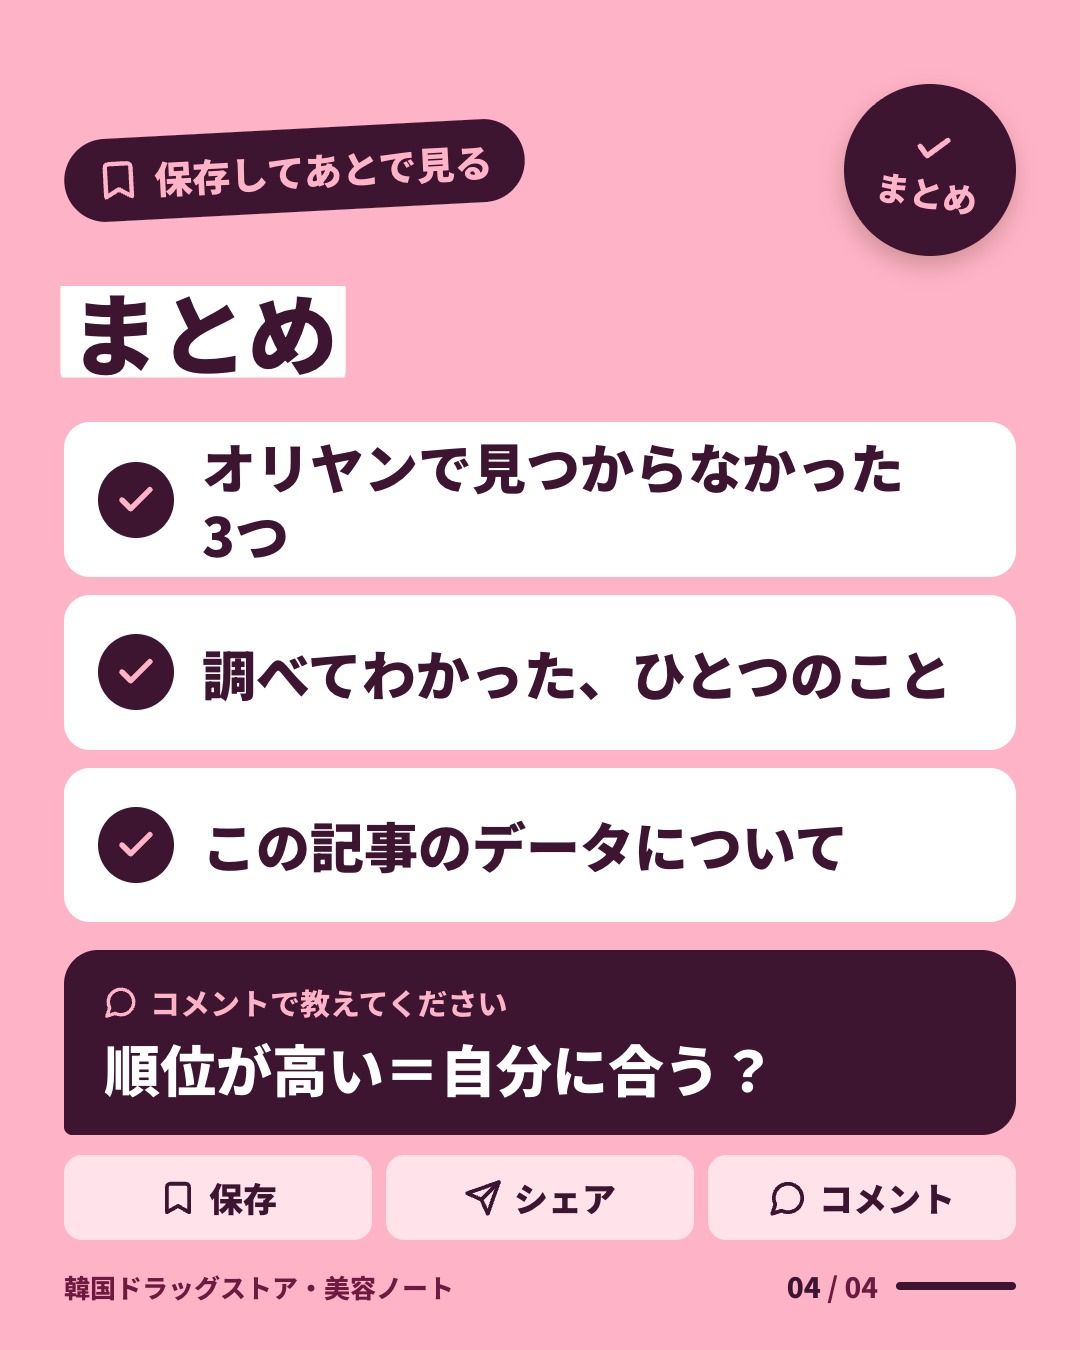 保存してあとで見る
まとめ
まとめ
オリヤンで見つからなかった
3つ
調べてわかった、ひとつのこと
この記事のデータについて
コメントで教えてください
順位が高い＝自分に合う？
保存
シェア
コメント
韓国ドラッグストア・美容ノート
04 / 04